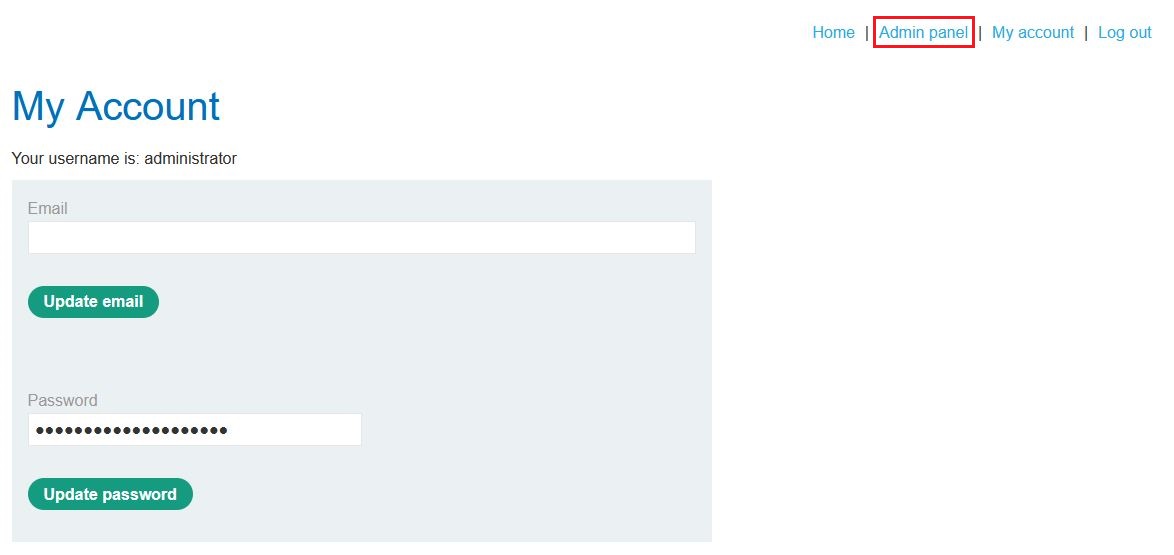 Home | Admin panel | My account | Log out
My Account
Your username is: administrator
Email
Update email
Password
••••••••••••••••••••
Update password